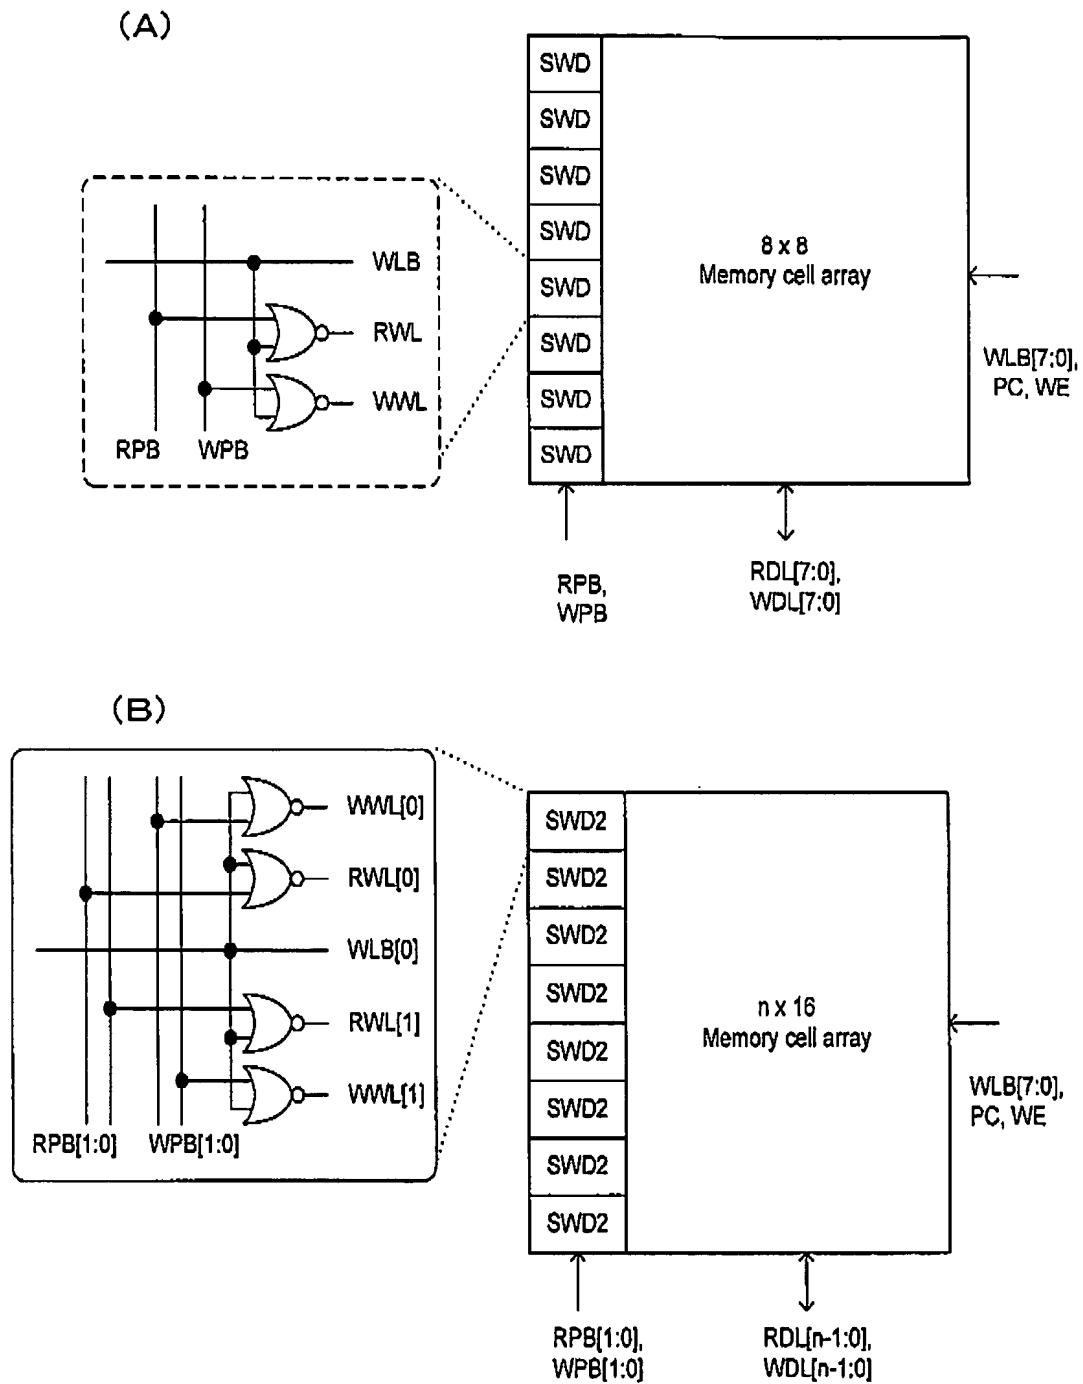 (A)
SWD
SWD
SWD
SWD
SWD
SWD
SWD
SWD
8 x 8
Memory cell array
WLB
RWL
WWL
RPB
WPB
WLB[7:0],
PC, WE
RPB,
WPB
RDL[7:0],
WDL[7:0]
(B)
WWL[0]
RWL[0]
WLB[0]
RWL[1]
WWL[1]
RPB[1:0]
WPB[1:0]
SWD2
SWD2
SWD2
SWD2
SWD2
SWD2
SWD2
SWD2
n x 16
Memory cell array
WLB[7:0],
PC, WE
RPB[1:0],
WPB[1:0]
RDL[n-1:0],
WDL[n-1:0]